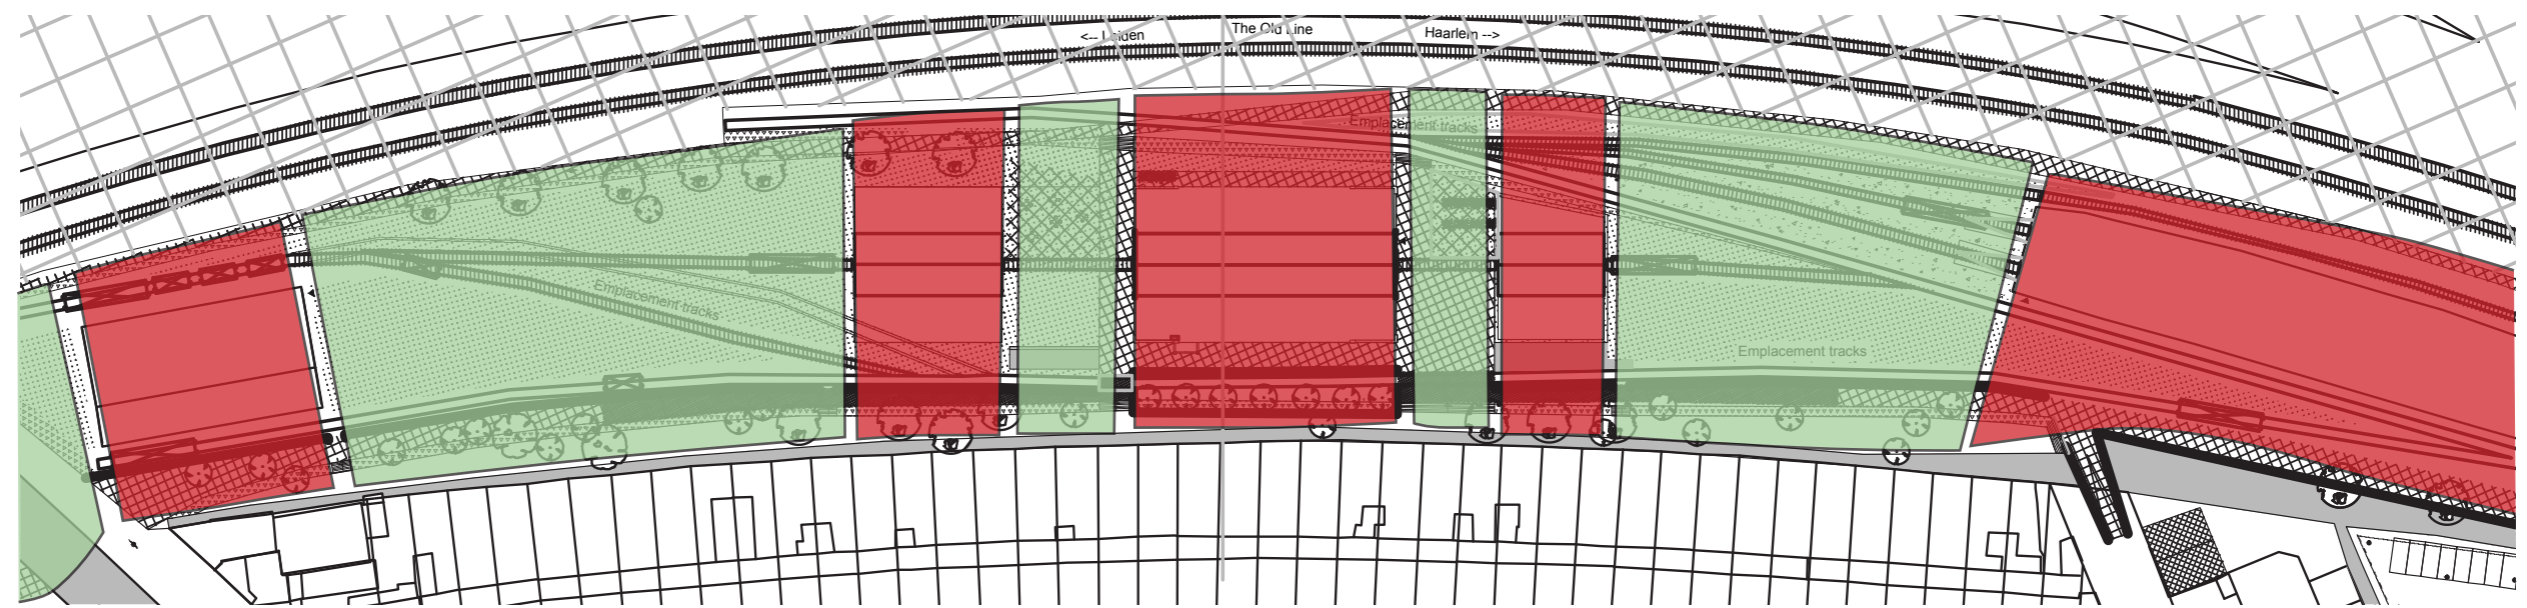 <-- Leiden
The Old Line
Haarlem -->
Emplacement tracks
Emplacement tracks
Emplacement tracks